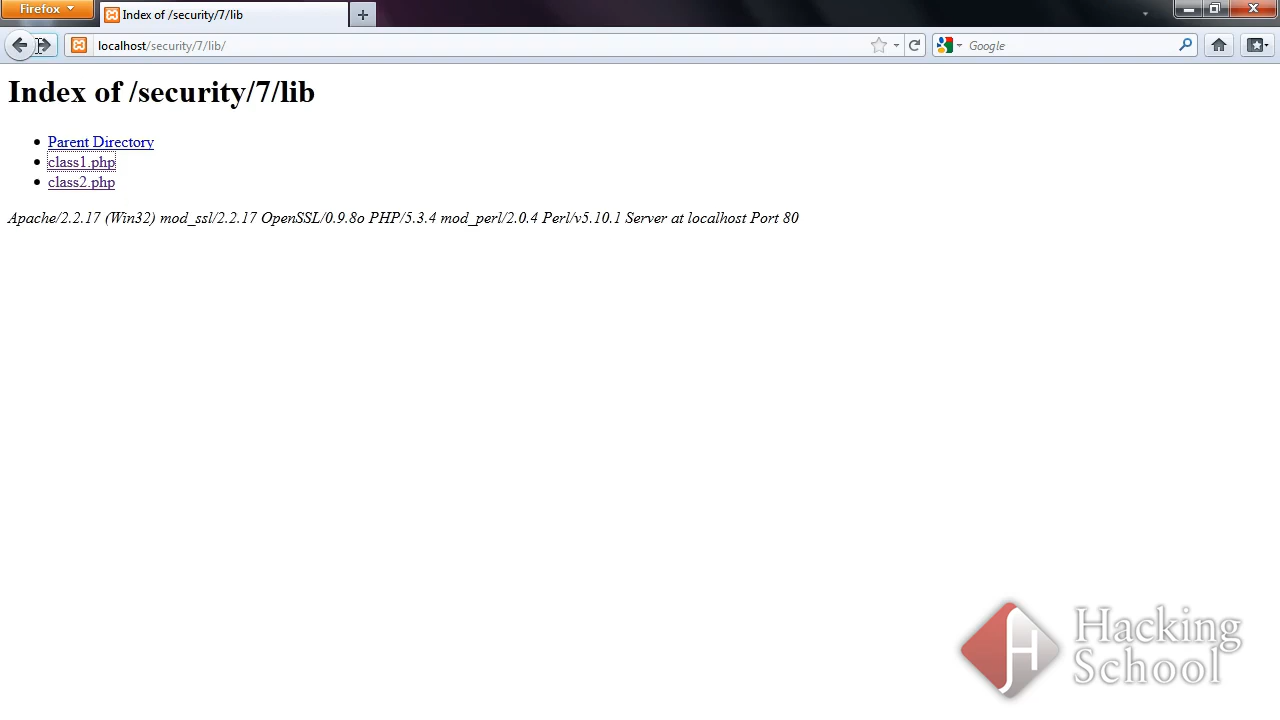 Firefox
Index of /security/7/lib
localhost/security/7/lib/
Google
Index of /security/7/lib
Parent Directory
class1.php
class2.php
Apache/2.2.17 (Win32) mod_ssl/2.2.17 OpenSSL/0.9.8o PHP/5.3.4 mod_perl/2.0.4 Perl/v5.10.1 Server at localhost Port 80
Hacking
School